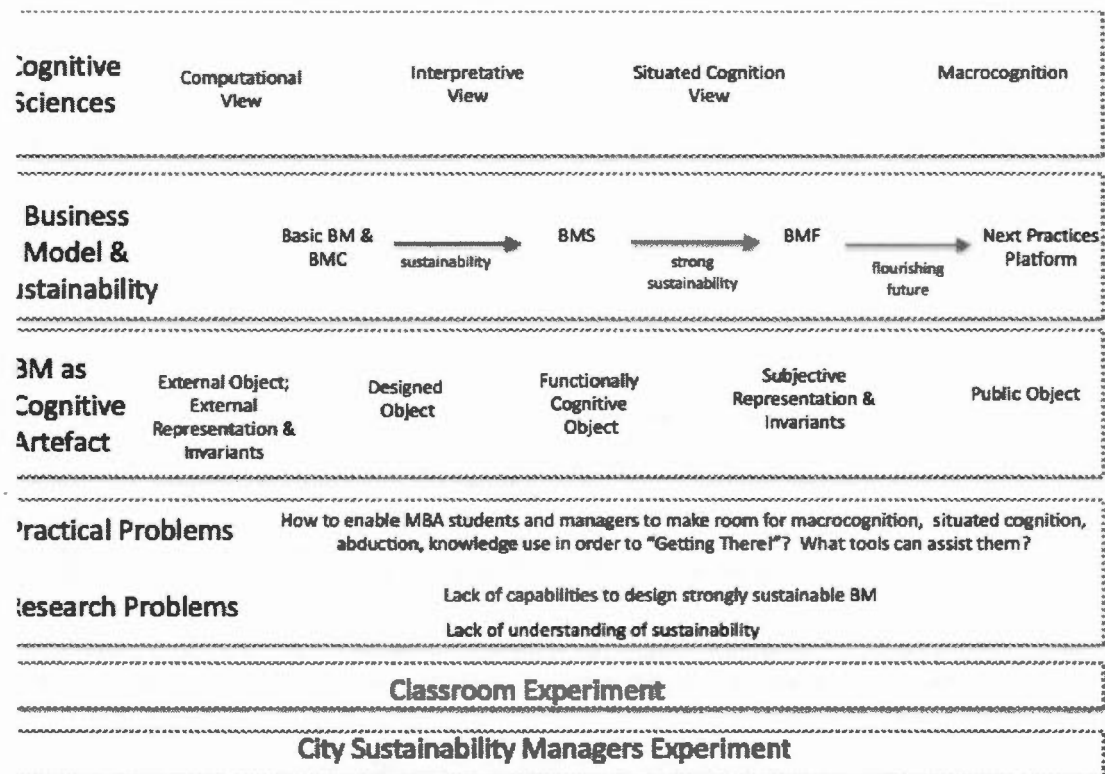 Cognitive
Sciences
Computational
View
Interpretative
View
Situated Cognition
View
Macrocognition
Business
Model &
ustainability
Basic BM &
BMC
sustainability
BMS
strong
sustainability
BMF
flourishing
future
Next Practices
Platform
BM as
Cognitive
Artefact
External Object;
External
Representation &
Invariants
Designed
Object
Functionally
Cognitive
Object
Subjective
Representation &
Invariants
Public Object
Practical Problems
How to enable MBA students and managers to make room for macrocognition, situated cognition,
abduction, knowledge use in order to "Getting There!"? What tools can assist them?
Research Problems
Lack of capabilities to design strongly sustainable BM
Lack of understanding of sustainability
Classroom Experiment
City Sustainability Managers Experiment